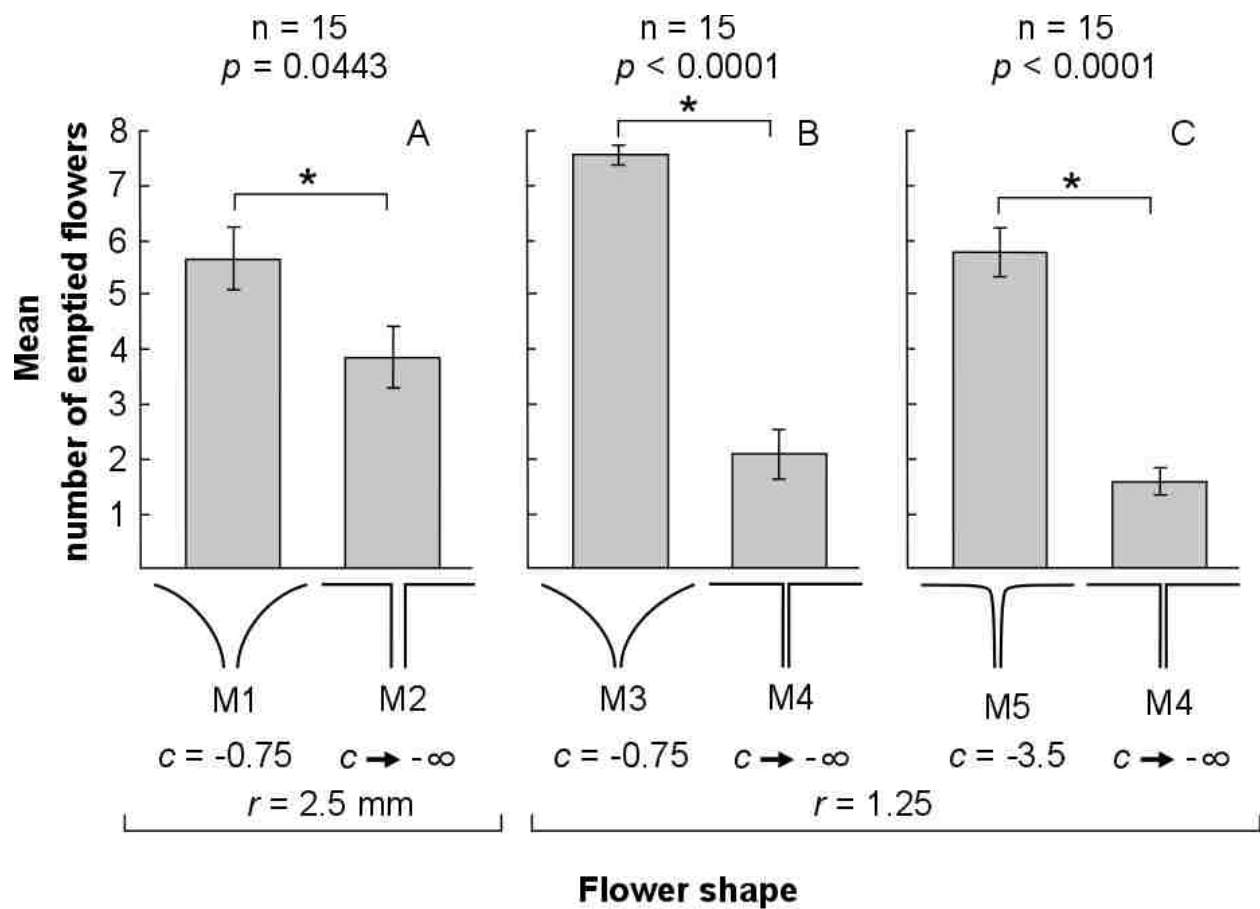 n = 15
p = 0.0443
n = 15
p < 0.0001
n = 15
p < 0.0001
Mean
number of emptied flowers
8
7
6
5
4
3
2
1
*
A
*
B
*
C
M1
M2
M3
M4
M5
M4
c = -0.75
c → -∞
c = -0.75
c → -∞
c = -3.5
c → -∞
r = 2.5 mm
r = 1.25
Flower shape